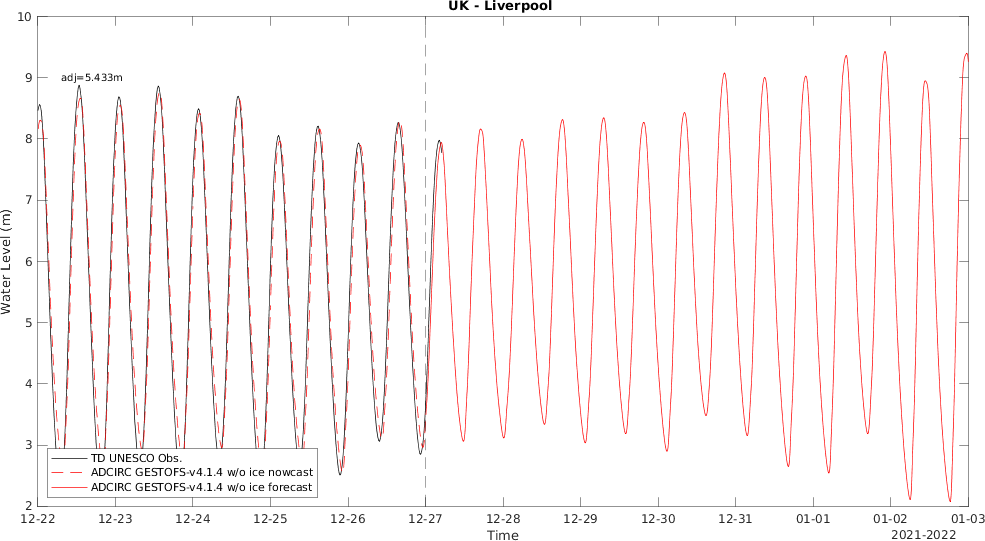 UK - Liverpool
10
9
8
7
6
5
4
3
2
Water Level (m)
adj=5.433m
TD UNESCO Obs.
ADCIRC GESTOFS-v4.1.4 w/o ice nowcast
ADCIRC GESTOFS-v4.1.4 w/o ice forecast
12-22 12-23 12-24 12-25 12-26 12-27 12-28 12-29 12-30 12-31 01-01 01-02 01-03
Time
2021-2022